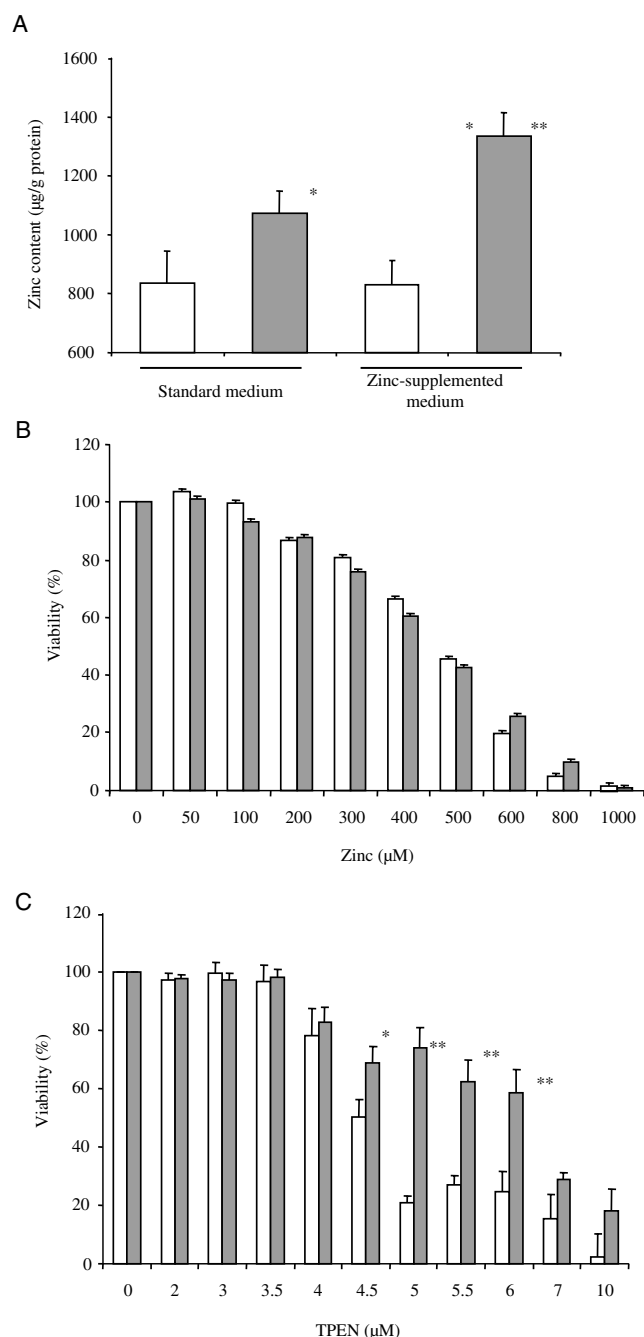 A
Zinc content (µg/g protein)
1600
1400
1200
1000
800
600
*
*
**
Standard medium
Zinc-supplemented
medium
B
Viability (%)
120
100
80
60
40
20
0
0 50 100 200 300 400 500 600 800 1000
Zinc (µM)
C
Viability (%)
120
100
80
60
40
20
0
*
**
**
**
0 2 3 3.5 4 4.5 5 5.5 6 7 10
TPEN (µM)